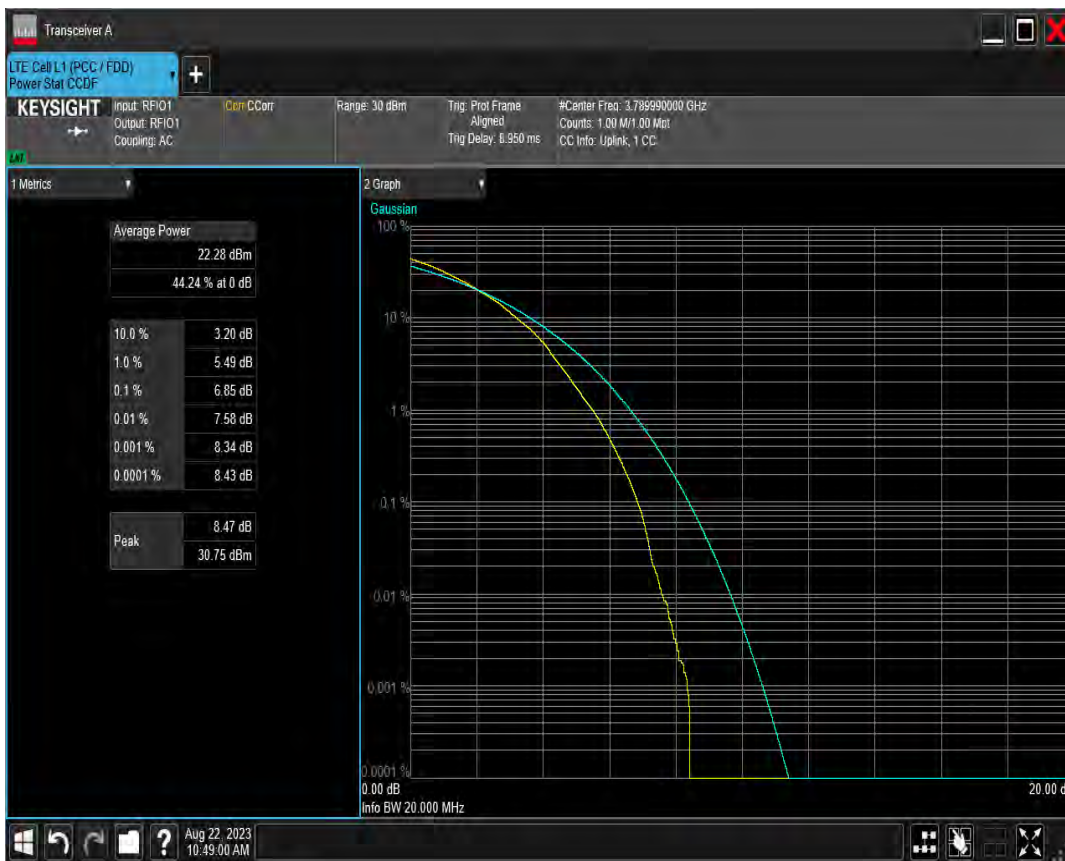 Transceiver A
LTE Cell L1 (PCC / FDD)
Power Stat CCDF
KEYSIGHT
Input: RFIO1
Output: RFIO1
Coupling: AC
Corr CCorr
Range: 30 dBm
Trig: Prot Frame
Aligned
Trig Delay: 6.950 ms
#Center Freq: 3.789990000 GHz
Counts: 1.00 M/1.00 Mpt
CC Info: Uplink, 1 CC
1 Metrics
Average Power
22.28 dBm
44.24 % at 0 dB
10.0 % 3.20 dB
1.0 % 5.49 dB
0.1 % 6.85 dB
0.01 % 7.58 dB
0.001 % 8.34 dB
0.0001 % 8.43 dB
Peak
8.47 dB
30.75 dBm
2 Graph
Gaussian
100 %
10 %
1 %
0.1 %
0.01 %
0.001 %
0.0001 %
0.00 dB
20.00 d
Info BW 20.000 MHz
?
Aug 22, 2023
10:49:00 AM